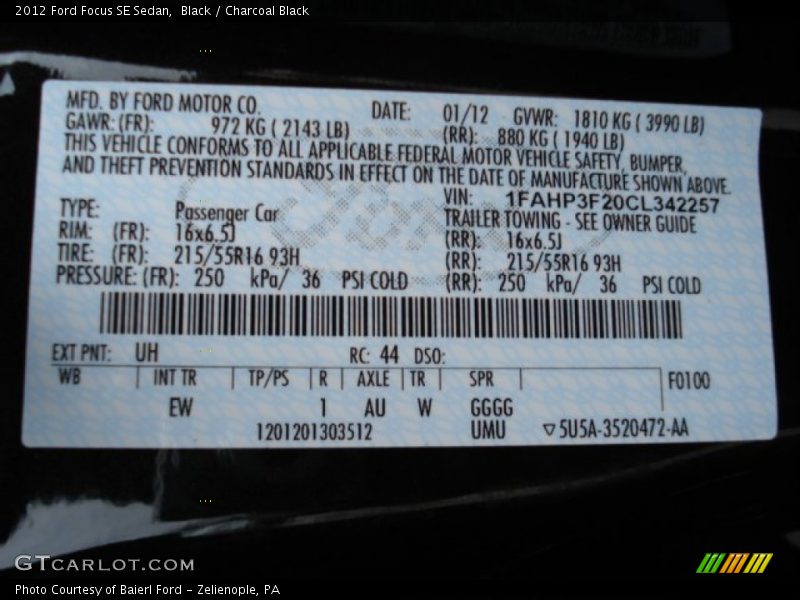 2012 Ford Focus SE Sedan,  Black / Charcoal Black
MFD. BY FORD MOTOR CO. DATE: 01/12 GVWR: 1810 KG ( 3990 LB)
GAWR: (FR): 972 KG ( 2143 LB) (RR): 880 KG ( 1940 LB)
THIS VEHICLE CONFORMS TO ALL APPLICABLE FEDERAL MOTOR VEHICLE SAFETY, BUMPER,
AND THEFT PREVENTION STANDARDS IN EFFECT ON THE DATE OF MANUFACTURE SHOWN ABOVE.
VIN: 1FAHP3F20CL342257
TYPE: Passenger Car TRAILER TOWING - SEE OWNER GUIDE
RIM: (FR): 16x6.5J (RR): 16x6.5J
TIRE: (FR): 215/55R16 93H (RR): 215/55R16 93H
PRESSURE: (FR): 250 kPa/ 36 PSI COLD (RR): 250 kPa/ 36 PSI COLD
EXT PNT: UH RC: 44 DSO:
WB INT TR TP/PS R AXLE TR SPR F0100
EW 1 AU W GGGG
1201201303512 UMU ▽5U5A-3520472-AA
GTCARLOT.COM
Photo Courtesy of Baierl Ford - Zelienople, PA